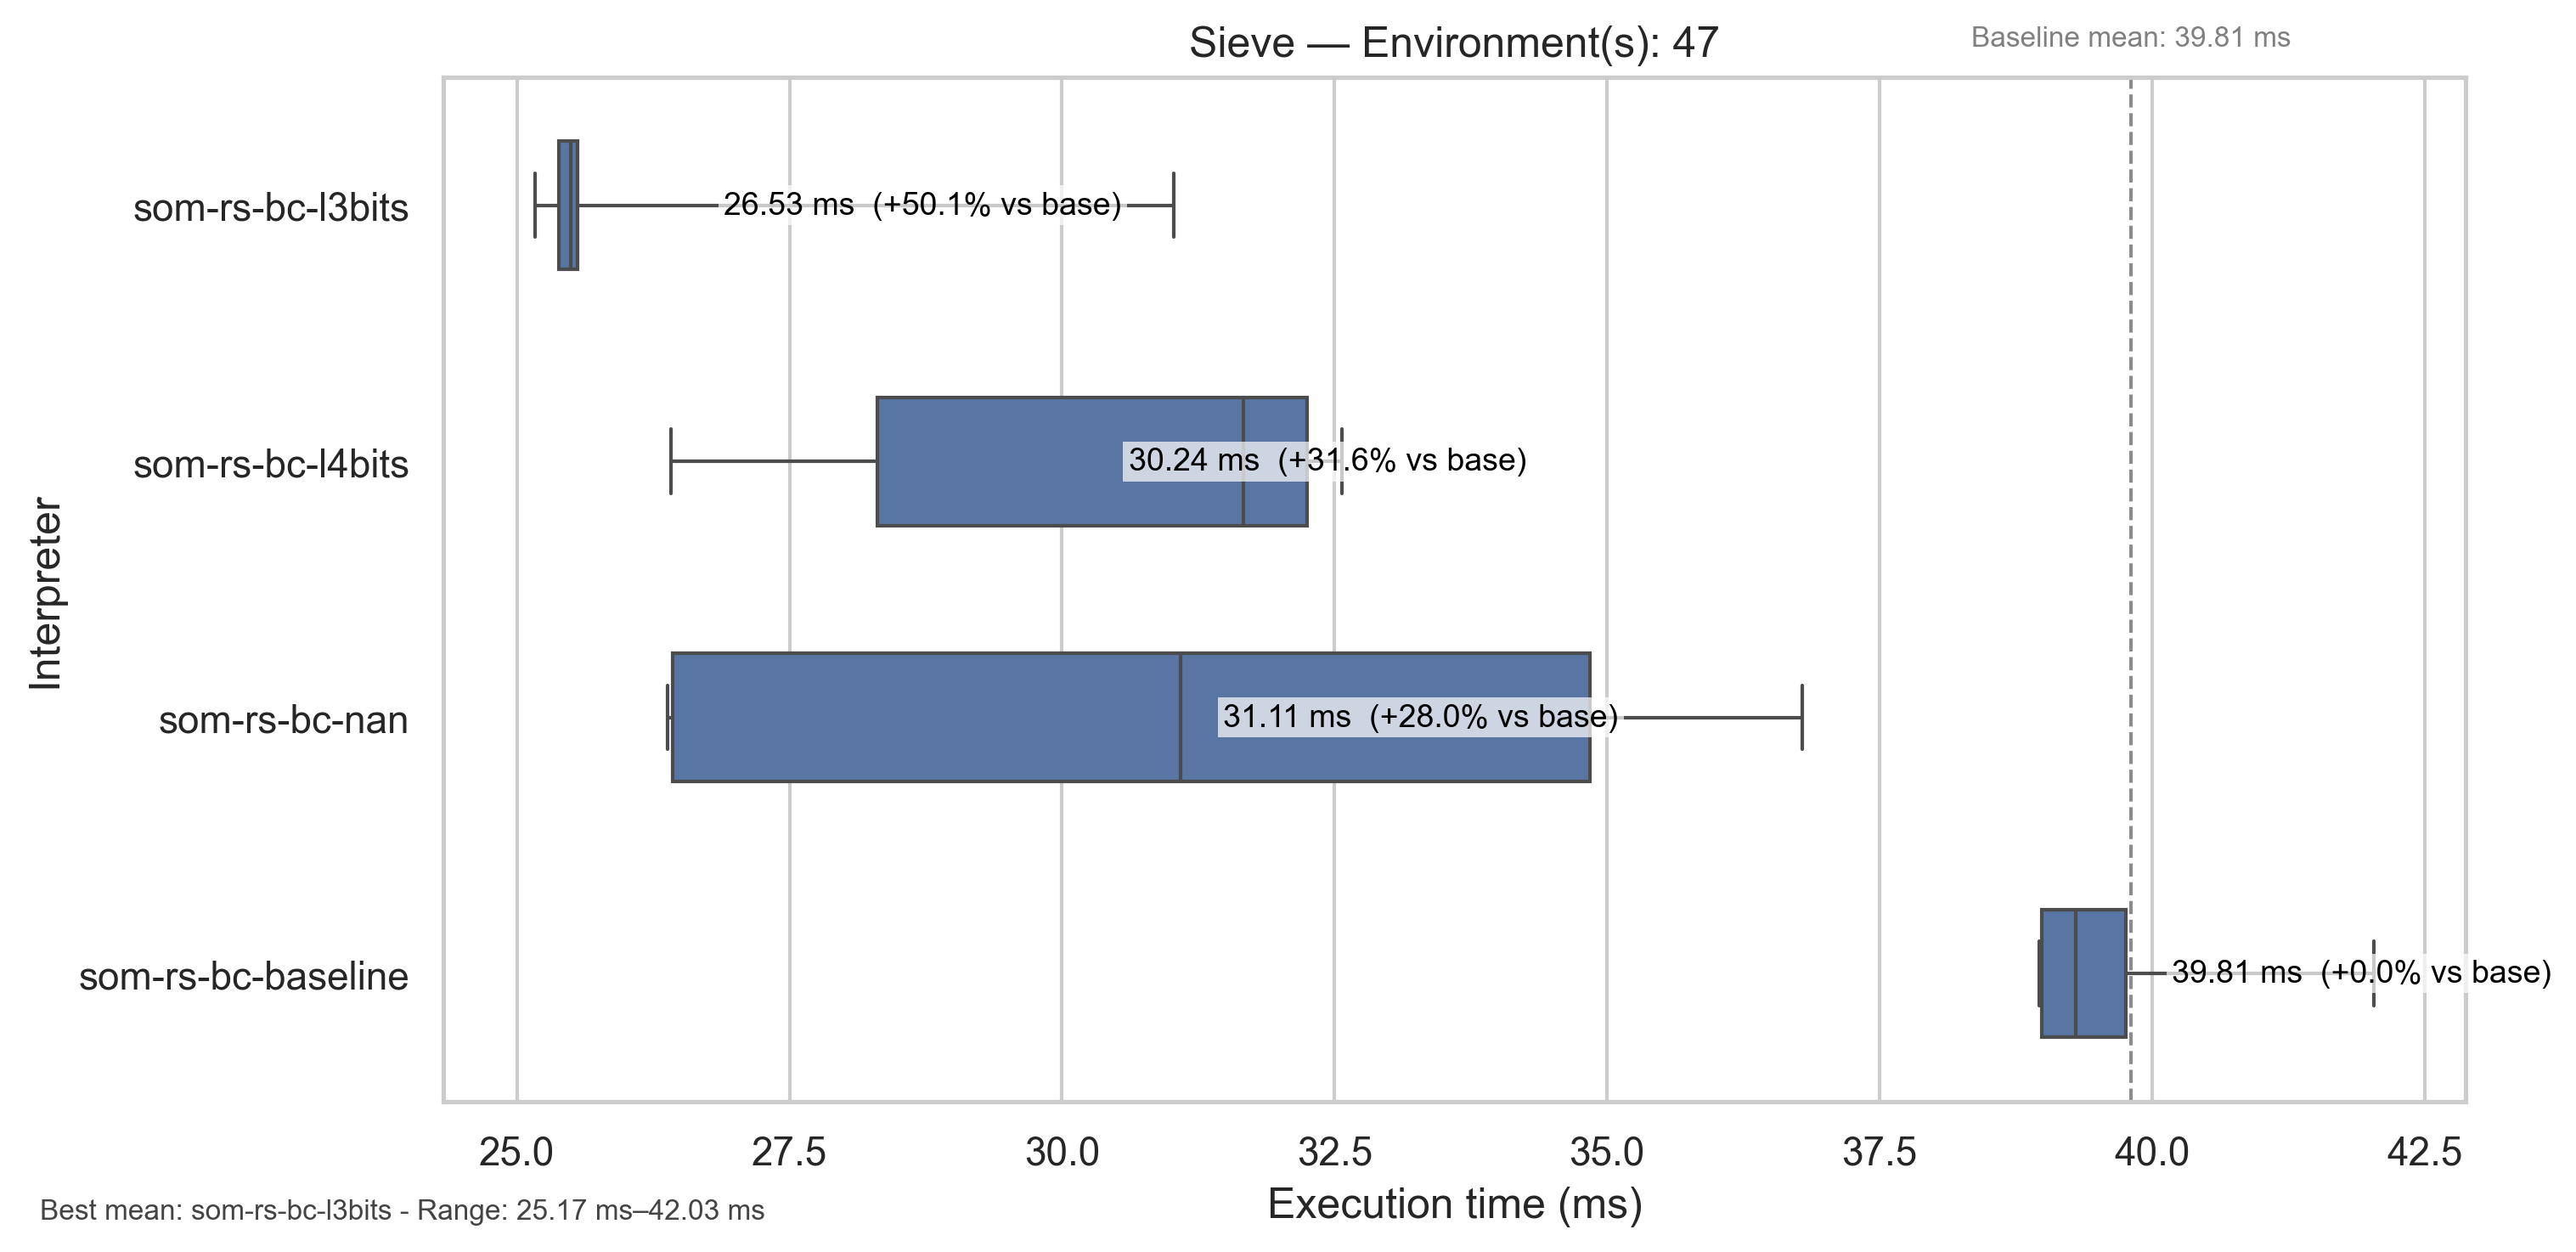 Sieve — Environment(s): 47
Baseline mean: 39.81 ms
som-rs-bc-l3bits
26.53 ms  (+50.1% vs base)
som-rs-bc-l4bits
30.24 ms  (+31.6% vs base)
Interpreter
som-rs-bc-nan
31.11 ms  (+28.0% vs base)
som-rs-bc-baseline
39.81 ms  (+0.0% vs base)
25.0 27.5 30.0 32.5 35.0 37.5 40.0 42.5
Execution time (ms)
Best mean: som-rs-bc-l3bits - Range: 25.17 ms–42.03 ms